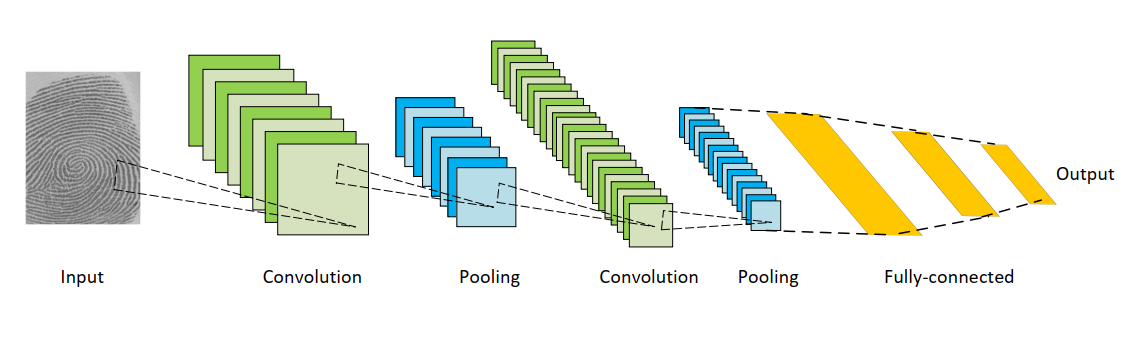 Output
Input
Convolution
Pooling
Convolution
Pooling
Fully-connected